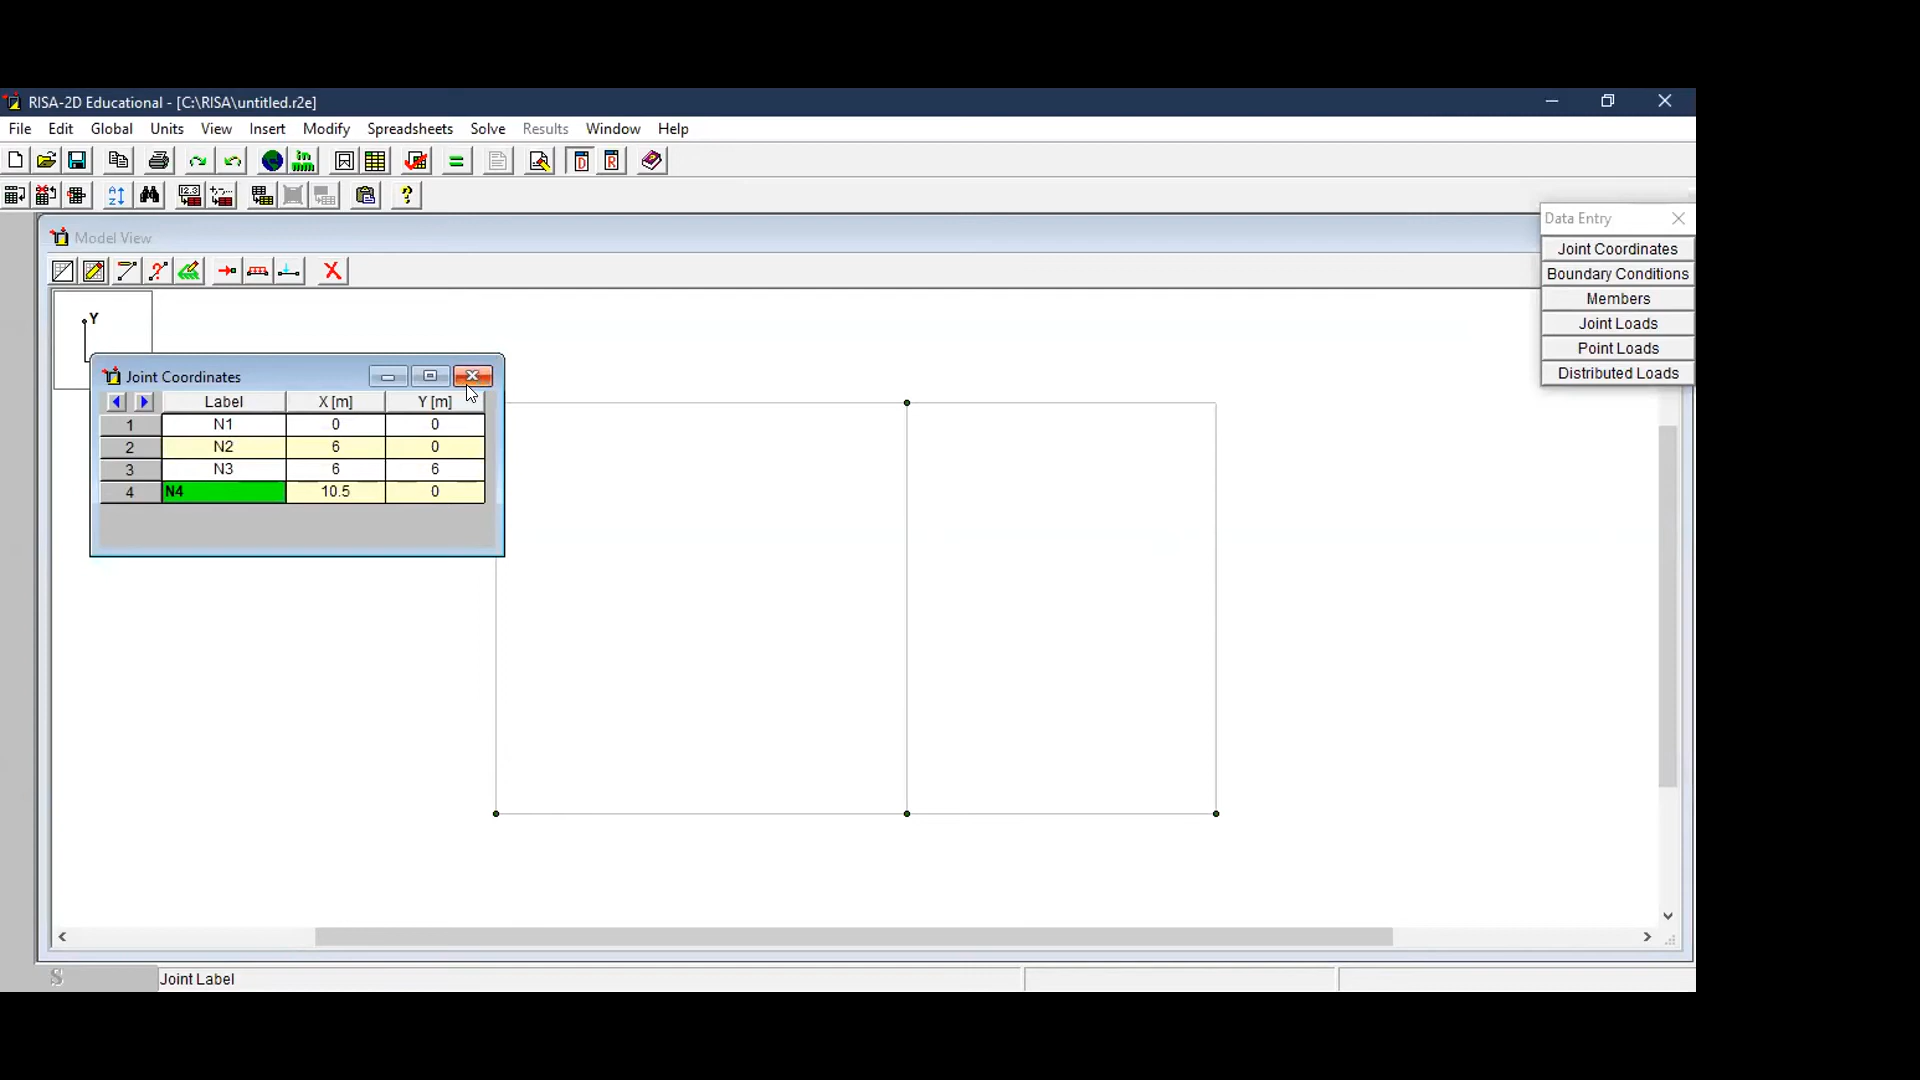 RISA-2D Educational - [C:\RISA\untitled.r2e]
File Edit Global Units View Insert Modify Spreadsheets Solve Results Window Help
Model View
Data Entry
Joint Coordinates
Boundary Conditions
Members
Joint Loads
Point Loads
Distributed Loads
Y
Joint Coordinates
Label X [m] Y [m]
1 N1 0 0
2 N2 6 0
3 N3 6 6
4 N4 10.5 0
S Joint Label